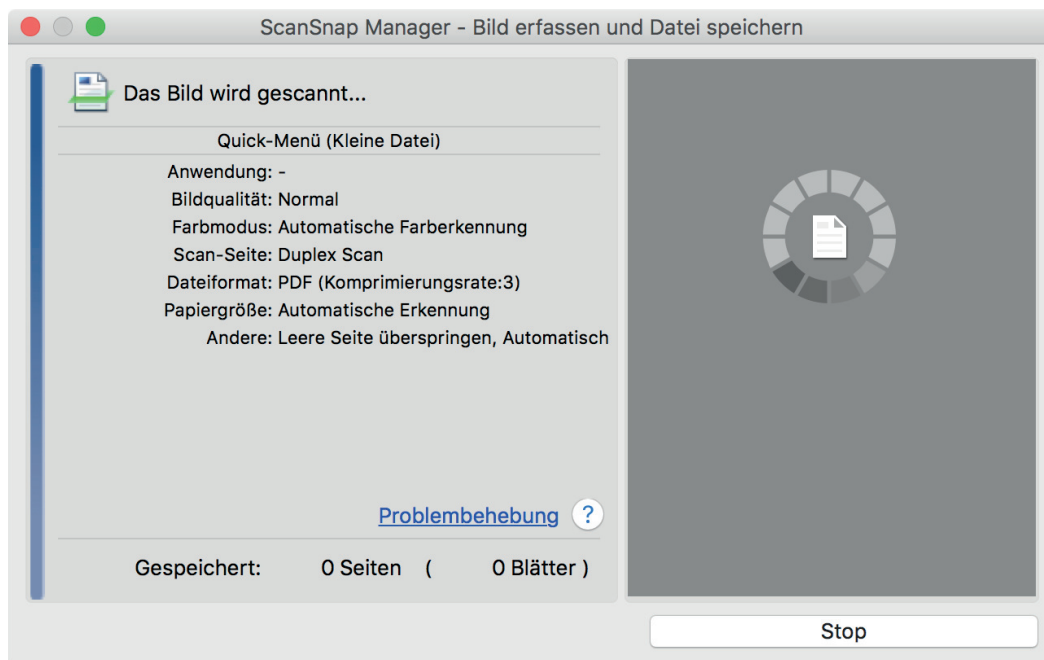 ScanSnap Manager - Bild erfassen und Datei speichern
Das Bild wird gescannt...
Quick-Menü (Kleine Datei)
Anwendung: -
Bildqualität: Normal
Farbmodus: Automatische Farberkennung
Scan-Seite: Duplex Scan
Dateiformat: PDF (Komprimierungsrate:3)
Papiergröße: Automatische Erkennung
Andere: Leere Seite überspringen, Automatisch
Problembehebung ?
Gespeichert: 0 Seiten ( 0 Blätter )
Stop